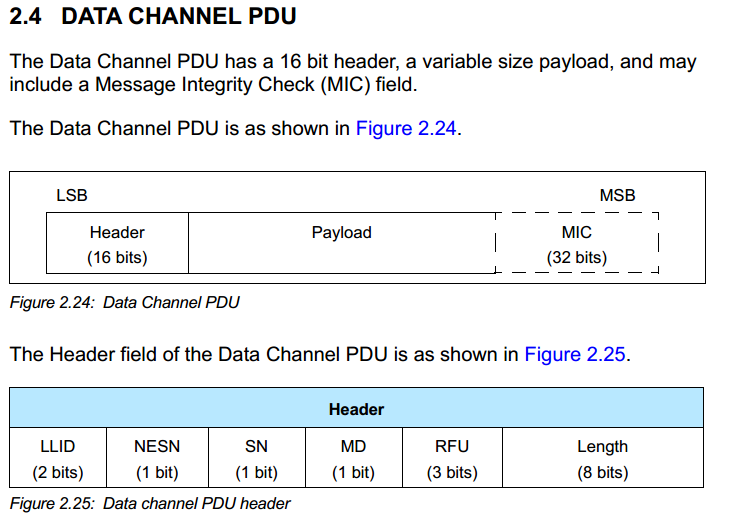 2.4 DATA CHANNEL PDU
The Data Channel PDU has a 16 bit header, a variable size payload, and may
include a Message Integrity Check (MIC) field.
The Data Channel PDU is as shown in Figure 2.24.
LSB MSB
Header Payload MIC
(16 bits) (32 bits)
Figure 2.24: Data Channel PDU
The Header field of the Data Channel PDU is as shown in Figure 2.25.
Header
LLID NESN SN MD RFU Length
(2 bits) (1 bit) (1 bit) (1 bit) (3 bits) (8 bits)
Figure 2.25: Data channel PDU header